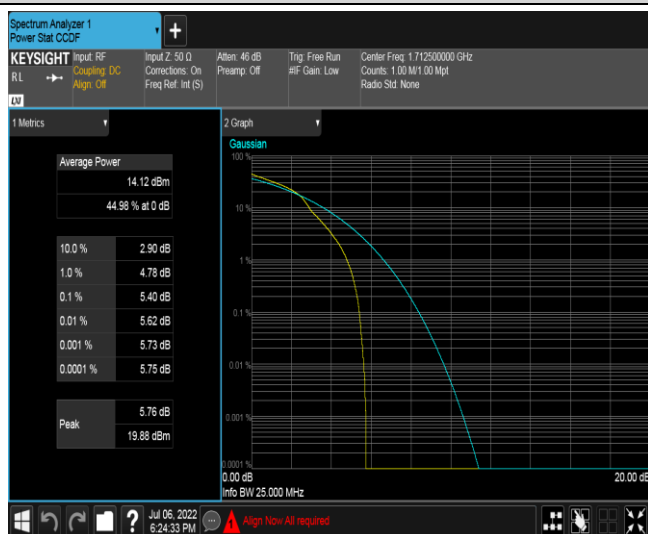 Spectrum Analyzer 1
Power Stat CCDF
+
KEYSIGHT
RL
LXI
Input: RF
Coupling: DC
Align: Off
Input Z: 50 Ω
Corrections: On
Freq Ref: Int (S)
Atten: 46 dB
Preamp: Off
Trig: Free Run
#IF Gain: Low
Center Freq: 1.712500000 GHz
Counts: 1.00 M/1.00 Mpt
Radio Std: None
1 Metrics
Average Power
14.12 dBm
44.98 % at 0 dB
10.0 % 2.90 dB
1.0 % 4.78 dB
0.1 % 5.40 dB
0.01 % 5.62 dB
0.001 % 5.73 dB
0.0001 % 5.75 dB
Peak
5.76 dB
19.88 dBm
2 Graph
Gaussian
100 %
10 %
1 %
0.1 %
0.01 %
0.001 %
0.0001 %
0.00 dB 20.00 dB
Info BW 25.000 MHz
?
Jul 06, 2022
6:24:33 PM
Align Now All required